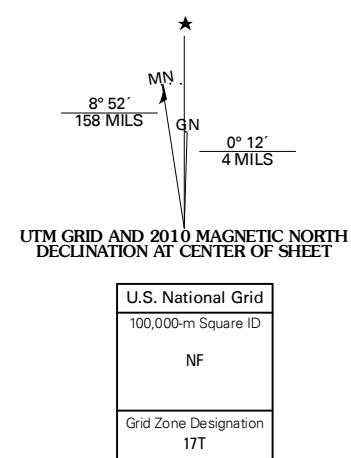 ★
MN
8° 52´
158 MILS
GN
0° 12´
4 MILS
UTM GRID AND 2010 MAGNETIC NORTH
DECLINATION AT CENTER OF SHEET
U.S. National Grid
100,000-m Square ID
NF
Grid Zone Designation
17T